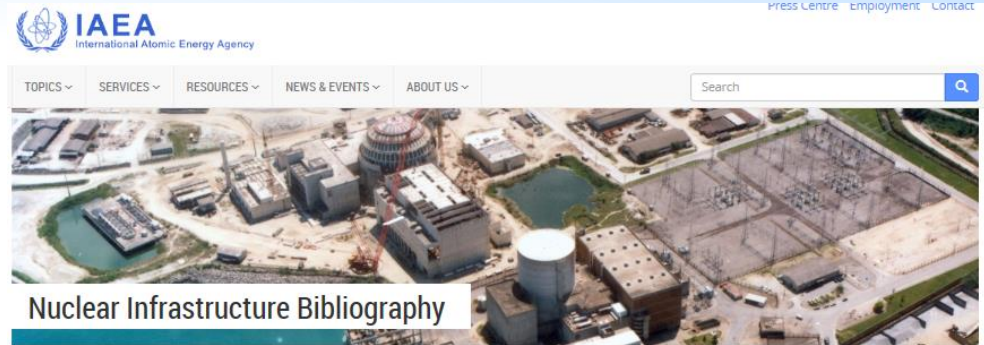 Press Centre Employment Contact
IAEA
International Atomic Energy Agency
TOPICS SERVICES RESOURCES NEWS & EVENTS ABOUT US
Search
Nuclear Infrastructure Bibliography